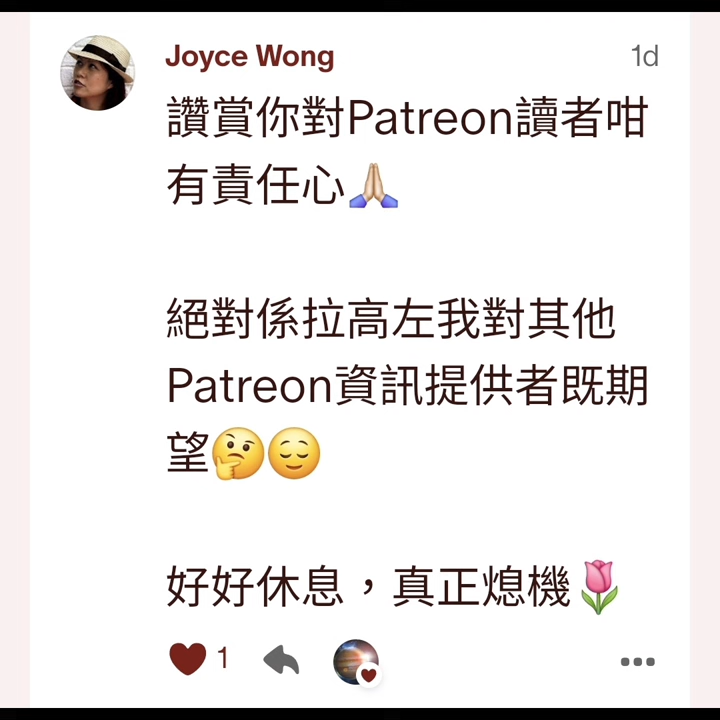 Joyce Wong 1d
讚賞你對Patreon讀者咁
有責任心🙏🏼
絕對係拉高左我對其他
Patreon資訊提供者既期
望🤔😌
好好休息，真正熄機🌷
1